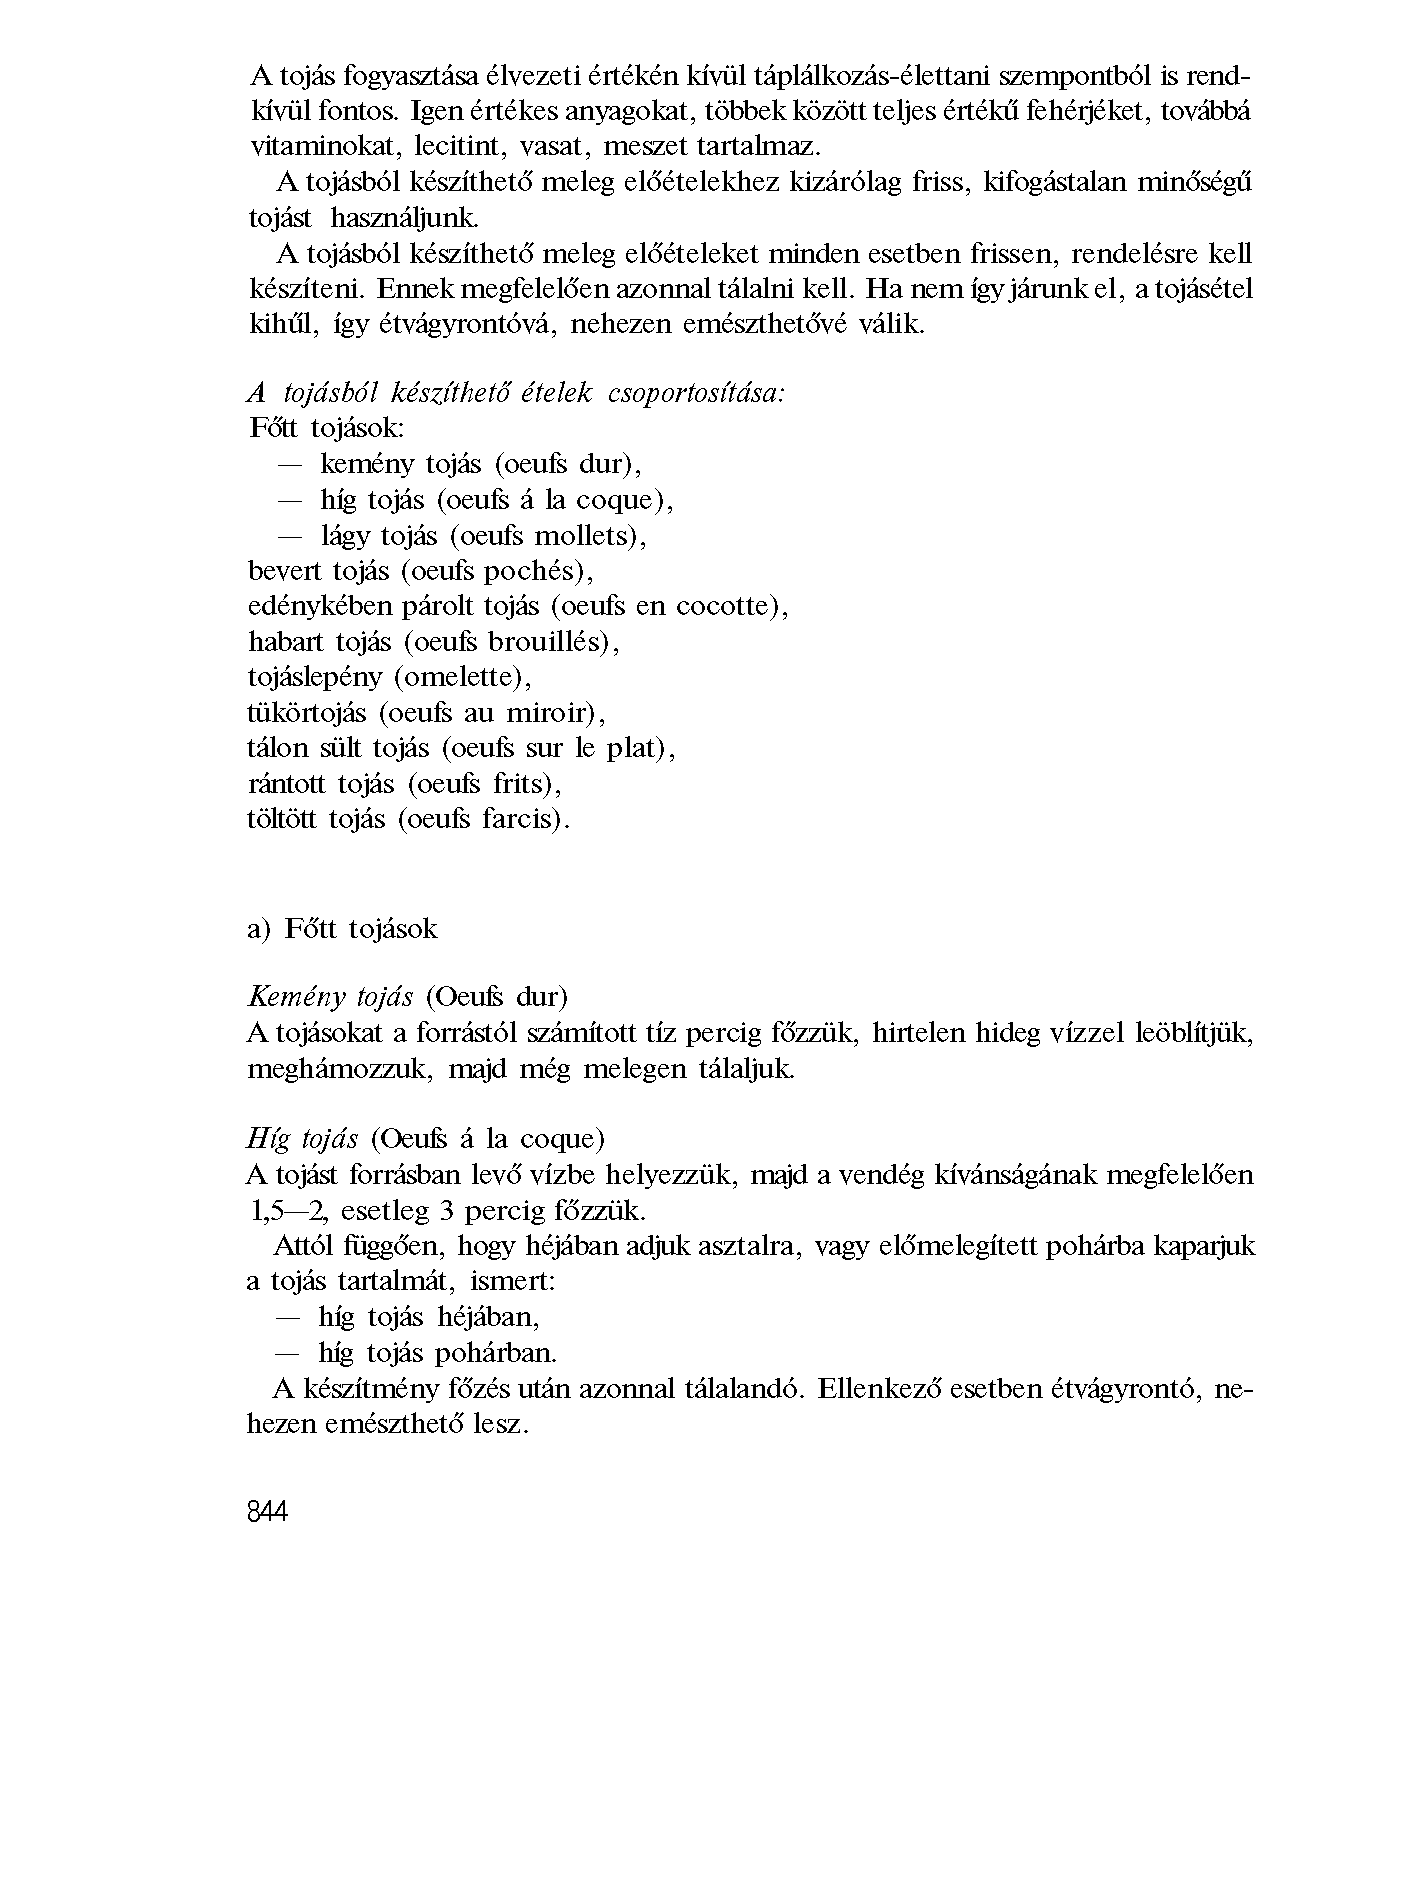 A tojás fogyasztása élvezeti értékén kívül táplálkozás-élettani szempontból is rend-
kívül fontos. Igen értékes anyagokat, többek között teljes értékű fehérjéket, továbbá
vitaminokat, lecitint, vasat, meszet tartalmaz.
A tojásból készíthető meleg előételekhez kizárólag friss, kifogástalan minőségű
tojást használjunk.
A tojásból készíthető meleg előételeket minden esetben frissen, rendelésre kell
készíteni. Ennek megfelelően azonnal tálalni kell. Ha nem így járunk el, a tojásétel
kihűl, így étvágyrontóvá, nehezen emészthetővé válik.
A tojásból készíthető ételek csoportosítása:
Főtt tojások:
— kemény tojás (oeufs dur),
— híg tojás (oeufs á la coque),
— lágy tojás (oeufs mollets),
bevert tojás (oeufs pochés),
edénykében párolt tojás (oeufs en cocotte),
habart tojás (oeufs brouillés),
tojáslepény (omelette),
tükörtojás (oeufs au miroir),
tálon sült tojás (oeufs sur le plat),
rántott tojás (oeufs frits),
töltött tojás (oeufs farcis).
a) Főtt tojások
Kemény tojás (Oeufs dur)
A tojásokat a forrástól számított tíz percig főzzük, hirtelen hideg vízzel leöblítjük,
meghámozzuk, majd még melegen tálaljuk.
Híg tojás (Oeufs á la coque)
A tojást forrásban levő vízbe helyezzük, majd a vendég kívánságának megfelelően
1,5—2, esetleg 3 percig főzzük.
Attól függően, hogy héjában adjuk asztalra, vagy előmelegített pohárba kaparjuk
a tojás tartalmát, ismert:
— híg tojás héjában,
— híg tojás pohárban.
A készítmény főzés után azonnal tálalandó. Ellenkező esetben étvágyrontó, ne-
hezen emészthető lesz.
844